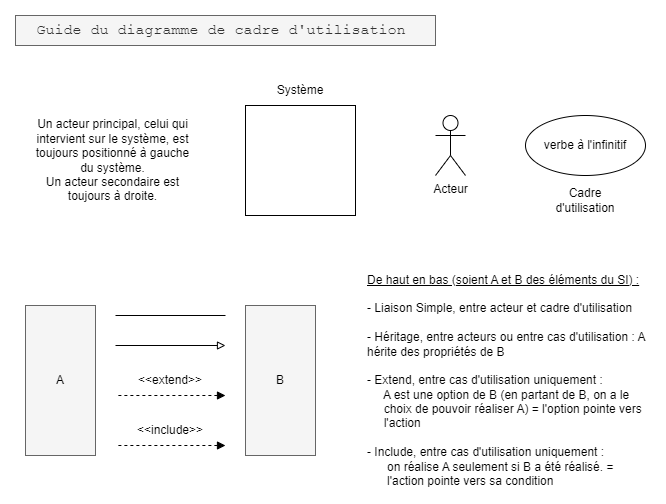 Guide du diagramme de cadre d'utilisation
Système
Un acteur principal, celui qui
intervient sur le système, est
toujours positionné à gauche
du système.
Un acteur secondaire est
toujours à droite.
Acteur
verbe à l'infinitif
Cadre
d'utilisation
De haut en bas (soient A et B des éléments du SI) :
- Liaison Simple, entre acteur et cadre d'utilisation
- Héritage, entre acteurs ou entre cas d'utilisation : A
hérite des propriétés de B
- Extend, entre cas d'utilisation uniquement :
A est une option de B (en partant de B, on a le
choix de pouvoir réaliser A) = l'option pointe vers
l'action
- Include, entre cas d'utilisation uniquement :
on réalise A seulement si B a été réalisé. =
l'action pointe vers sa condition
A
<<extend>>
<<include>>
B